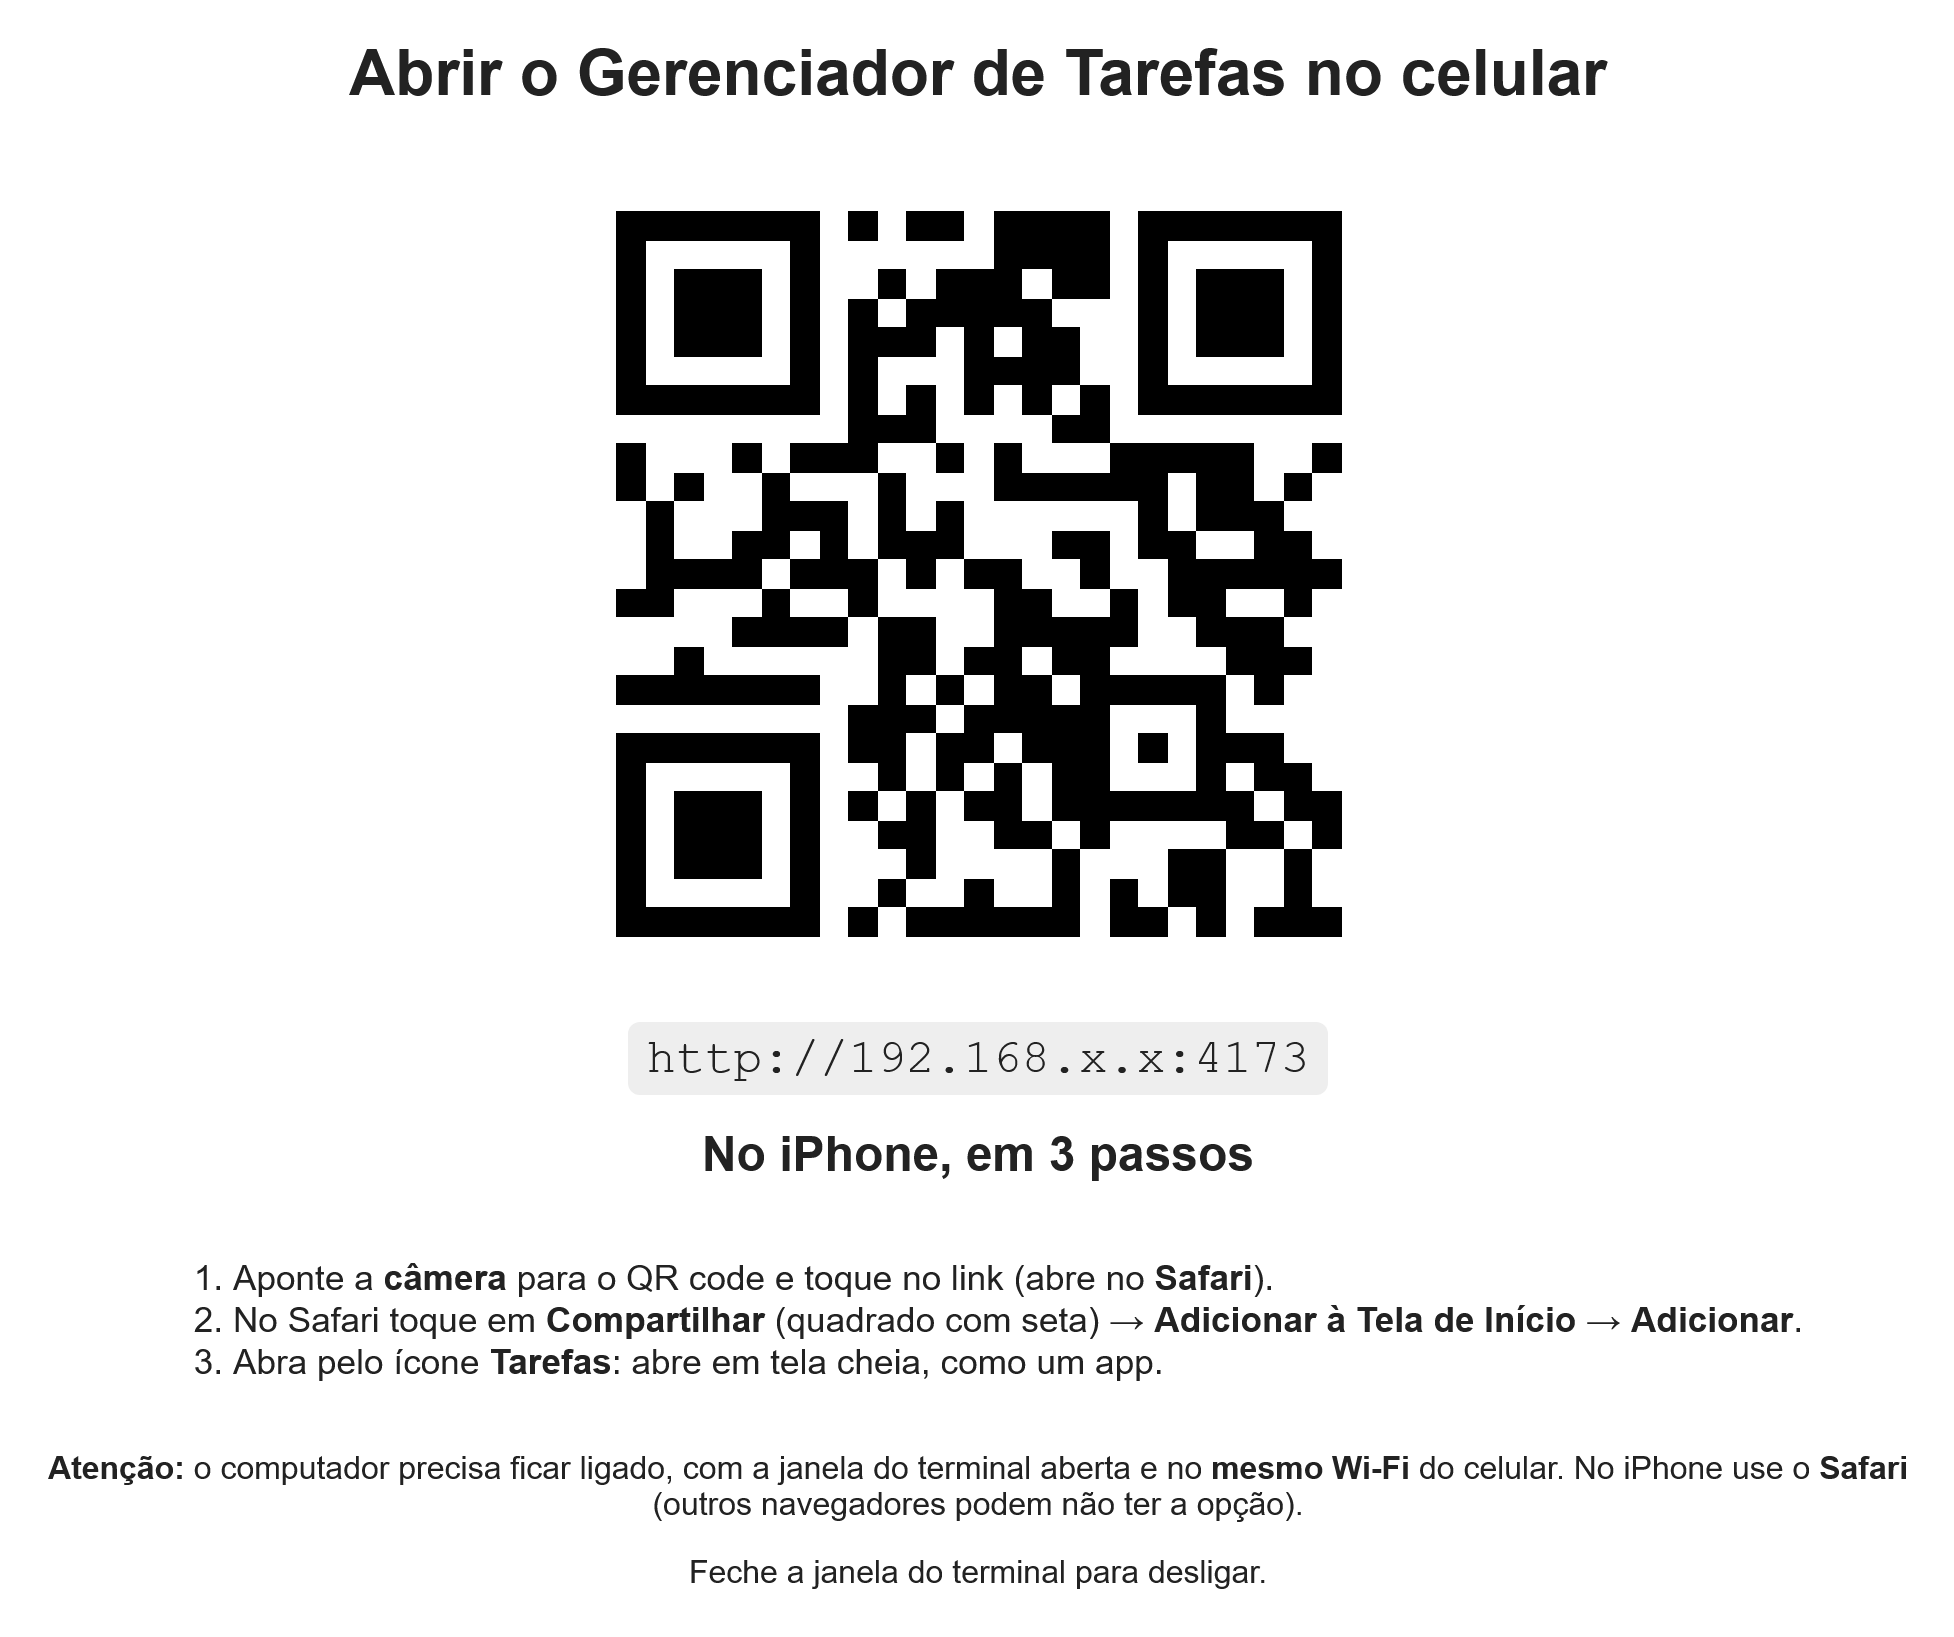 Abrir o Gerenciador de Tarefas no celular
http://192.168.x.x:4173
No iPhone, em 3 passos
1. Aponte a câmera para o QR code e toque no link (abre no Safari).
2. No Safari toque em Compartilhar (quadrado com seta) → Adicionar à Tela de Início → Adicionar.
3. Abra pelo ícone Tarefas: abre em tela cheia, como um app.
Atenção: o computador precisa ficar ligado, com a janela do terminal aberta e no mesmo Wi-Fi do celular. No iPhone use o Safari
(outros navegadores podem não ter a opção).
Feche a janela do terminal para desligar.